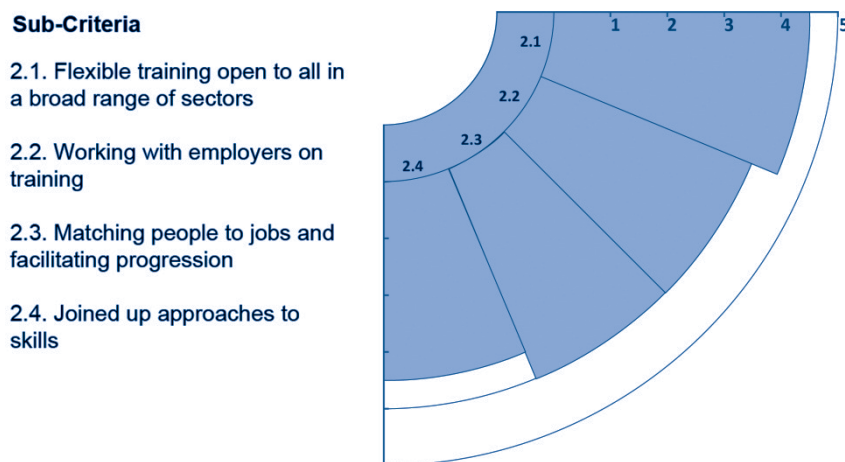 Sub-Criteria
2.1. Flexible training open to all in
a broad range of sectors
2.2. Working with employers on
training
2.3. Matching people to jobs and
facilitating progression
2.4. Joined up approaches to
skills
1 2 3 4 5
2.1
2.2
2.3
2.4